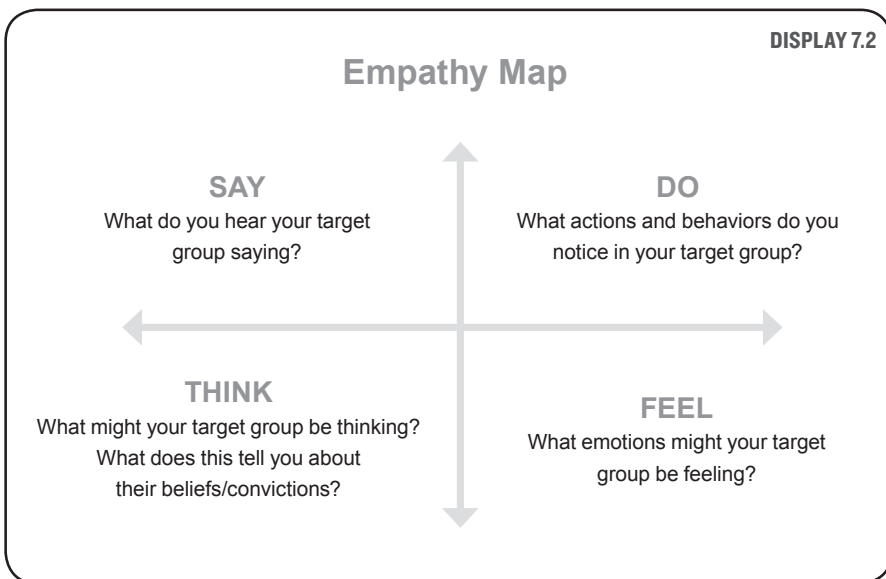 DISPLAY 7.2
Empathy Map
SAY
What do you hear your target
group saying?
DO
What actions and behaviors do you
notice in your target group?
THINK
What might your target group be thinking?
What does this tell you about
their beliefs/convictions?
FEEL
What emotions might your target
group be feeling?